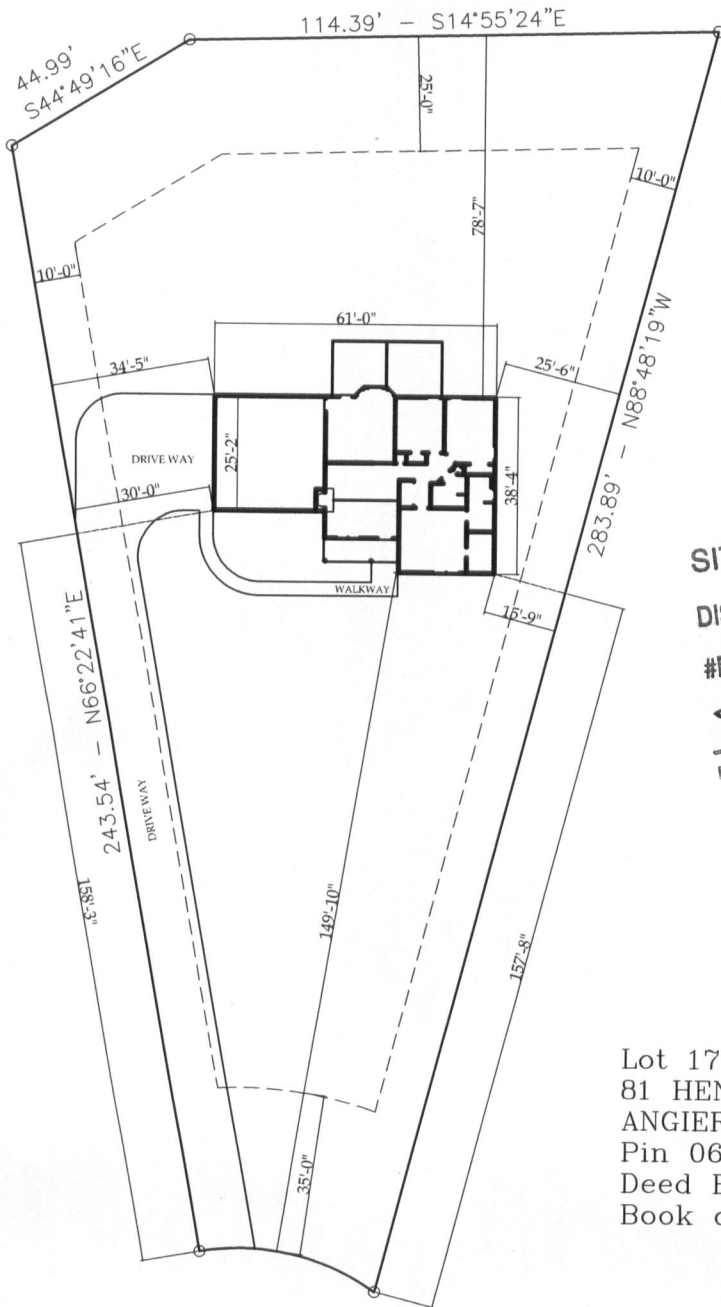 114.39' – S14°55'24"E
44.99'
S44°49'16"E
25'-0"
10'-0"
78'-7"
10'-0"
61'-0"
34'-5"
25'-6"
283.89' – N88°48'19"W
DRIVE WAY
25'-2"
38'-4"
30'-0"
WALKWAY
15'-9"
243.54' – N66°22'41"E
DRIVE WAY
158'-3"
149'-10"
157'-8"
35'-0"
Lot 17
81 HEN
ANGIER
Pin 06
Deed
Book